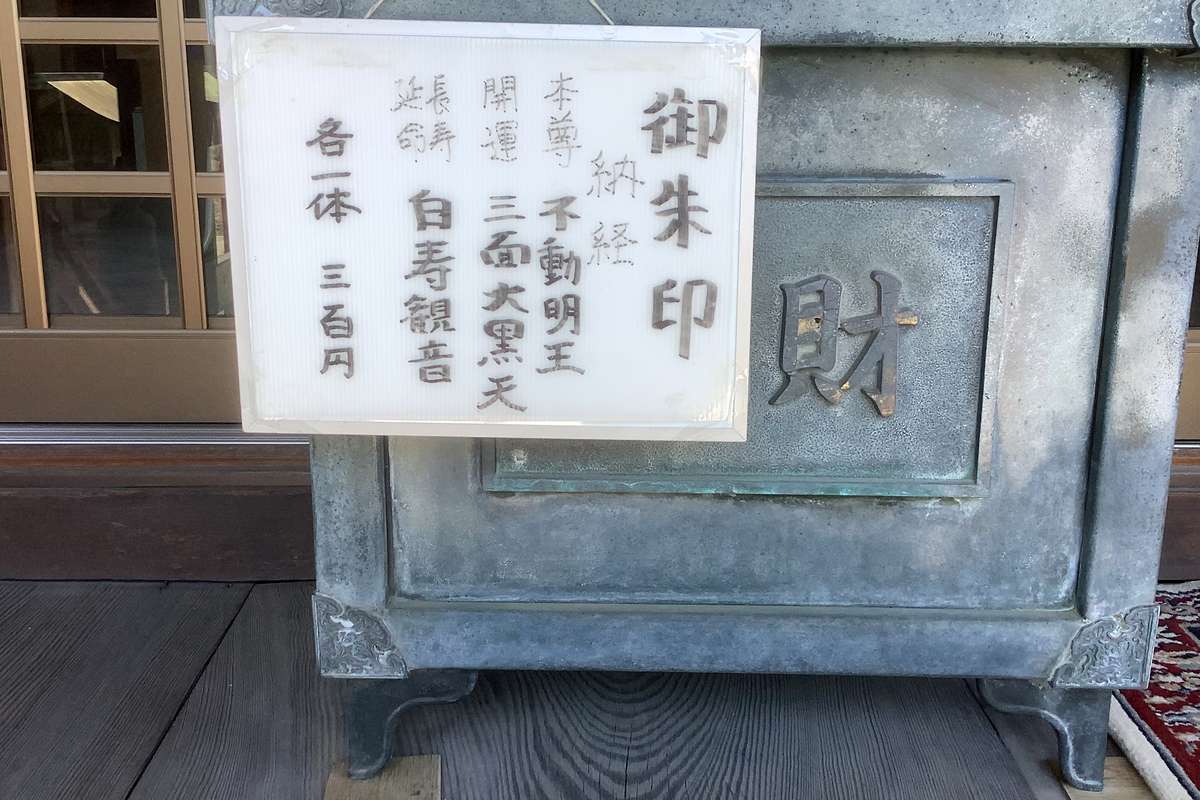 御朱印
納経
本尊 不動明王
開運 三面大黒天
長寿延命 白寿観音
各一体 三百円
財